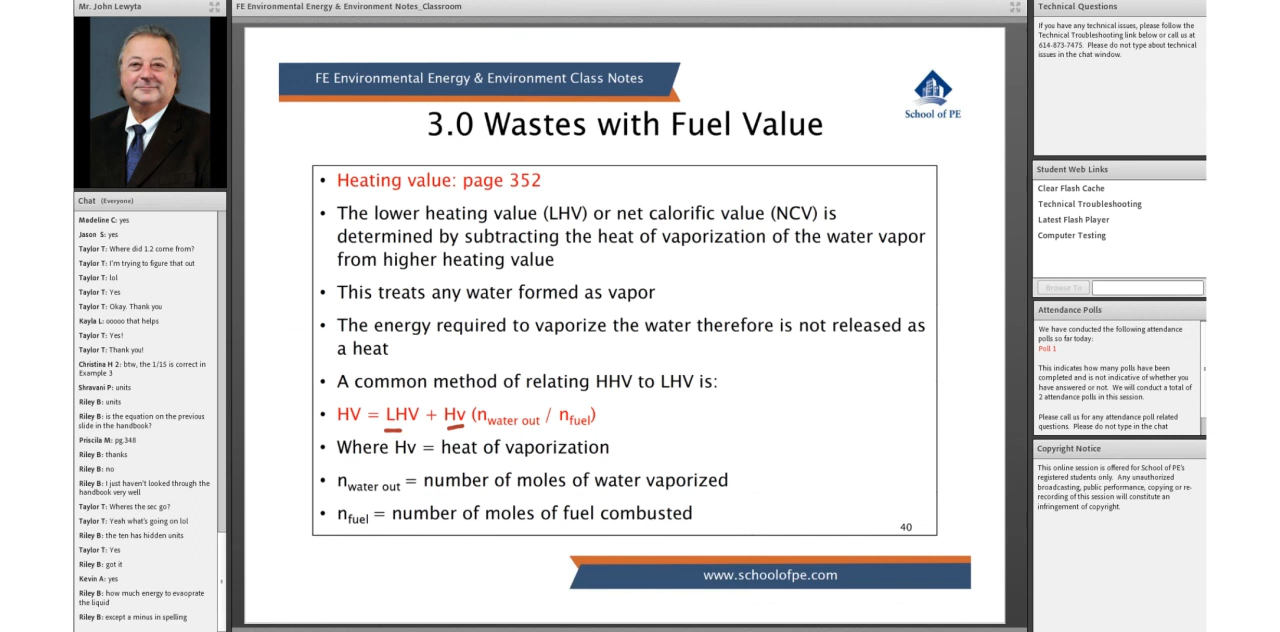 Mr. John Lewyta
FE Environmental Energy & Environment Notes_Classroom
Technical Questions
If you have any technical issues, please follow the
Technical Troubleshooting link below or call us at
614-873-7475. Please do not type about technical
issues in the chat window.
FE Environmental Energy & Environment Class Notes
School of PE
3.0 Wastes with Fuel Value
• Heating value: page 352
• The lower heating value (LHV) or net calorific value (NCV) is
determined by subtracting the heat of vaporization of the water vapor
from higher heating value
• This treats any water formed as vapor
• The energy required to vaporize the water therefore is not released as
a heat
• A common method of relating HHV to LHV is:
• HV = LHV + Hv (nwater out / nfuel)
• Where Hv = heat of vaporization
• nwater out = number of moles of water vaporized
• nfuel = number of moles of fuel combusted
40
www.schoolofpe.com
Chat (Everyone)
Madeline C: yes
Jason S: yes
Taylor T: Where did 1.2 come from?
Taylor T: I'm trying to figure that out
Taylor T: lol
Taylor T: Yes
Taylor T: Okay. Thank you
Kayla L: ooooo that helps
Taylor T: Yes!
Taylor T: Thank you!
Christina H 2: btw, the 1/15 is correct in
Example 3
Shravani P: units
Riley B: units
Riley B: is the equation on the previous
slide in the handbook?
Priscila M: pg.348
Riley B: thanks
Riley B: no
Riley B: I just haven't looked through the
handbook very well
Taylor T: Wheres the sec go?
Taylor T: Yeah what's going on lol
Riley B: the ten has hidden units
Taylor T: Yes
Riley B: got it
Kevin A: yes
Riley B: how much energy to evaoprate
the liquid
Riley B: except a minus in spelling
Student Web Links
Clear Flash Cache
Technical Troubleshooting
Latest Flash Player
Computer Testing
Browse To
Attendance Polls
We have conducted the following attendance
polls so far today:
Poll 1
This indicates how many polls have been
completed and is not indicative of whether you
have answered or not. We will conduct a total of
2 attendance polls in this session.
Please call us for any attendance poll related
questions. Please do not type in the chat
Copyright Notice
This online session is offered for School of PE's
registered students only. Any unauthorized
broadcasting, public performance, copying or re-
recording of this session will constitute an
infringement of copyright.